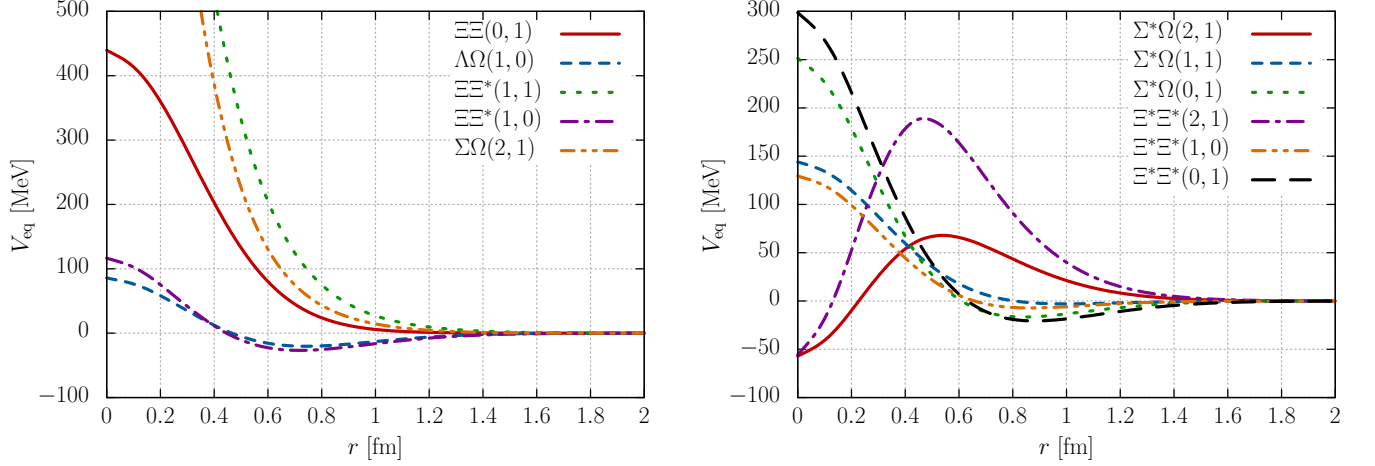 500
400
300
200
100
0
−100
0
0.2
0.4
0.6
0.8
1
1.2
1.4
1.6
1.8
2
V_eq [MeV]
r [fm]
ΞΞ(0, 1)
ΛΩ(1, 0)
ΞΞ*(1, 1)
ΞΞ*(1, 0)
ΣΩ(2, 1)
300
250
200
150
100
50
0
−50
−100
0
0.2
0.4
0.6
0.8
1
1.2
1.4
1.6
1.8
2
V_eq [MeV]
r [fm]
Σ*Ω(2, 1)
Σ*Ω(1, 1)
Σ*Ω(0, 1)
Ξ*Ξ*(2, 1)
Ξ*Ξ*(1, 0)
Ξ*Ξ*(0, 1)